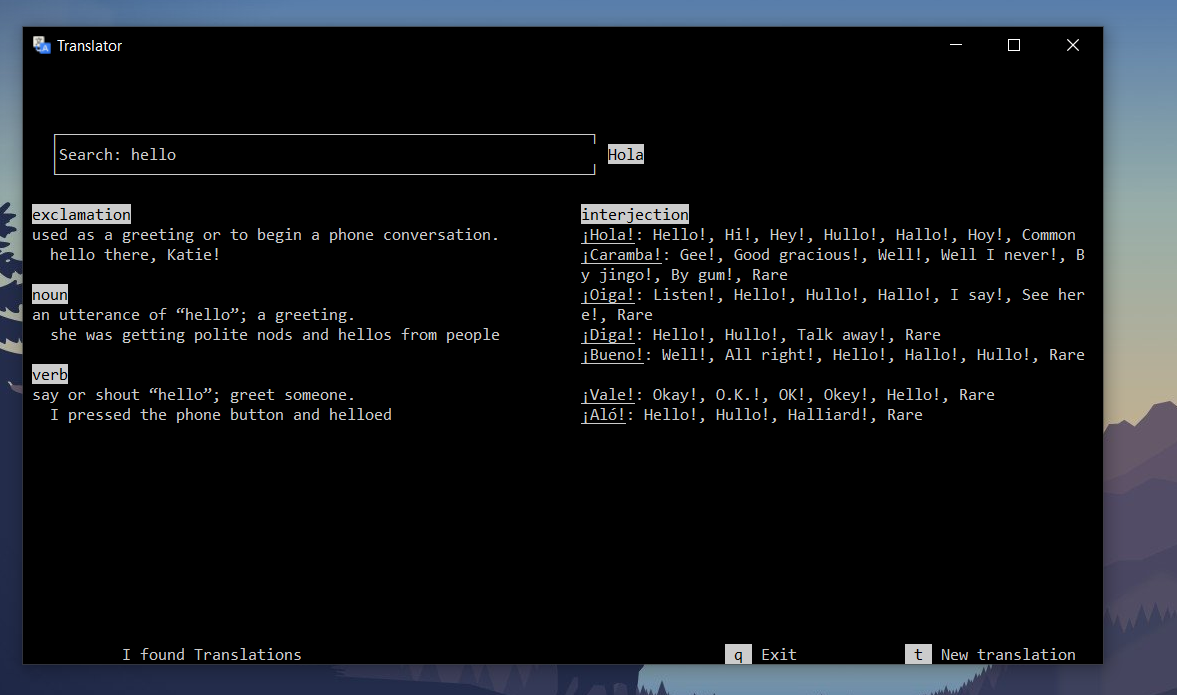 Translator
Search: hello
Hola
exclamation
used as a greeting or to begin a phone conversation.
hello there, Katie!
noun
an utterance of “hello”; a greeting.
she was getting polite nods and hellos from people
verb
say or shout “hello”; greet someone.
I pressed the phone button and helloed
interjection
¡Hola!: Hello!, Hi!, Hey!, Hullo!, Hallo!, Hoy!, Common
¡Caramba!: Gee!, Good gracious!, Well!, Well I never!, B
y jingo!, By gum!, Rare
¡Oiga!: Listen!, Hello!, Hullo!, Hallo!, I say!, See her
e!, Rare
¡Diga!: Hello!, Hullo!, Talk away!, Rare
¡Bueno!: Well!, All right!, Hello!, Hallo!, Hullo!, Rare
¡Vale!: Okay!, O.K.!, OK!, Okey!, Hello!, Rare
¡Aló!: Hello!, Hullo!, Halliard!, Rare
I found Translations
q Exit
t New translation